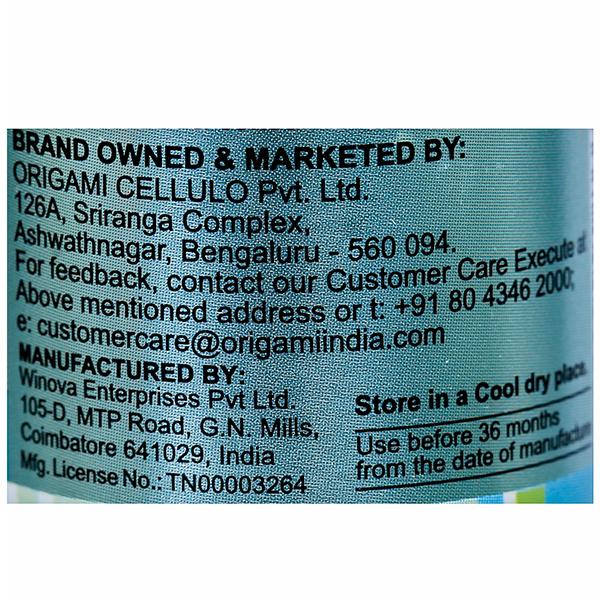 BRAND OWNED & MARKETED BY:
ORIGAMI CELLULO Pvt. Ltd.
126A, Sriranga Complex,
Ashwathnagar, Bengaluru - 560 094.
For feedback, contact our Customer Care Execute at
Above mentioned address or t: +91 80 4346 2000;
e: customercare@origamiindia.com
MANUFACTURED BY:
Winova Enterprises Pvt Ltd.
105-D, MTP Road, G.N. Mills,
Coimbatore 641029, India
Mfg. License No.: TN00003264
Store in a Cool dry place.
Use before 36 months
from the date of manufacture